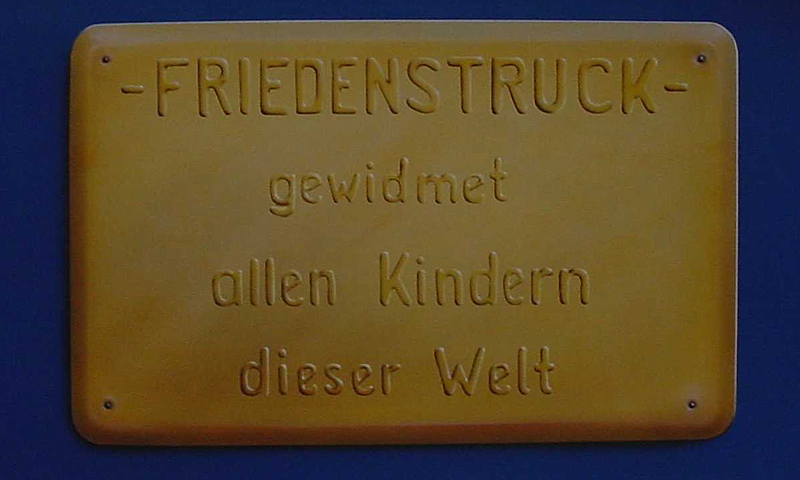 -FRIEDENSTRUCK-
gewidmet
allen Kindern
dieser Welt